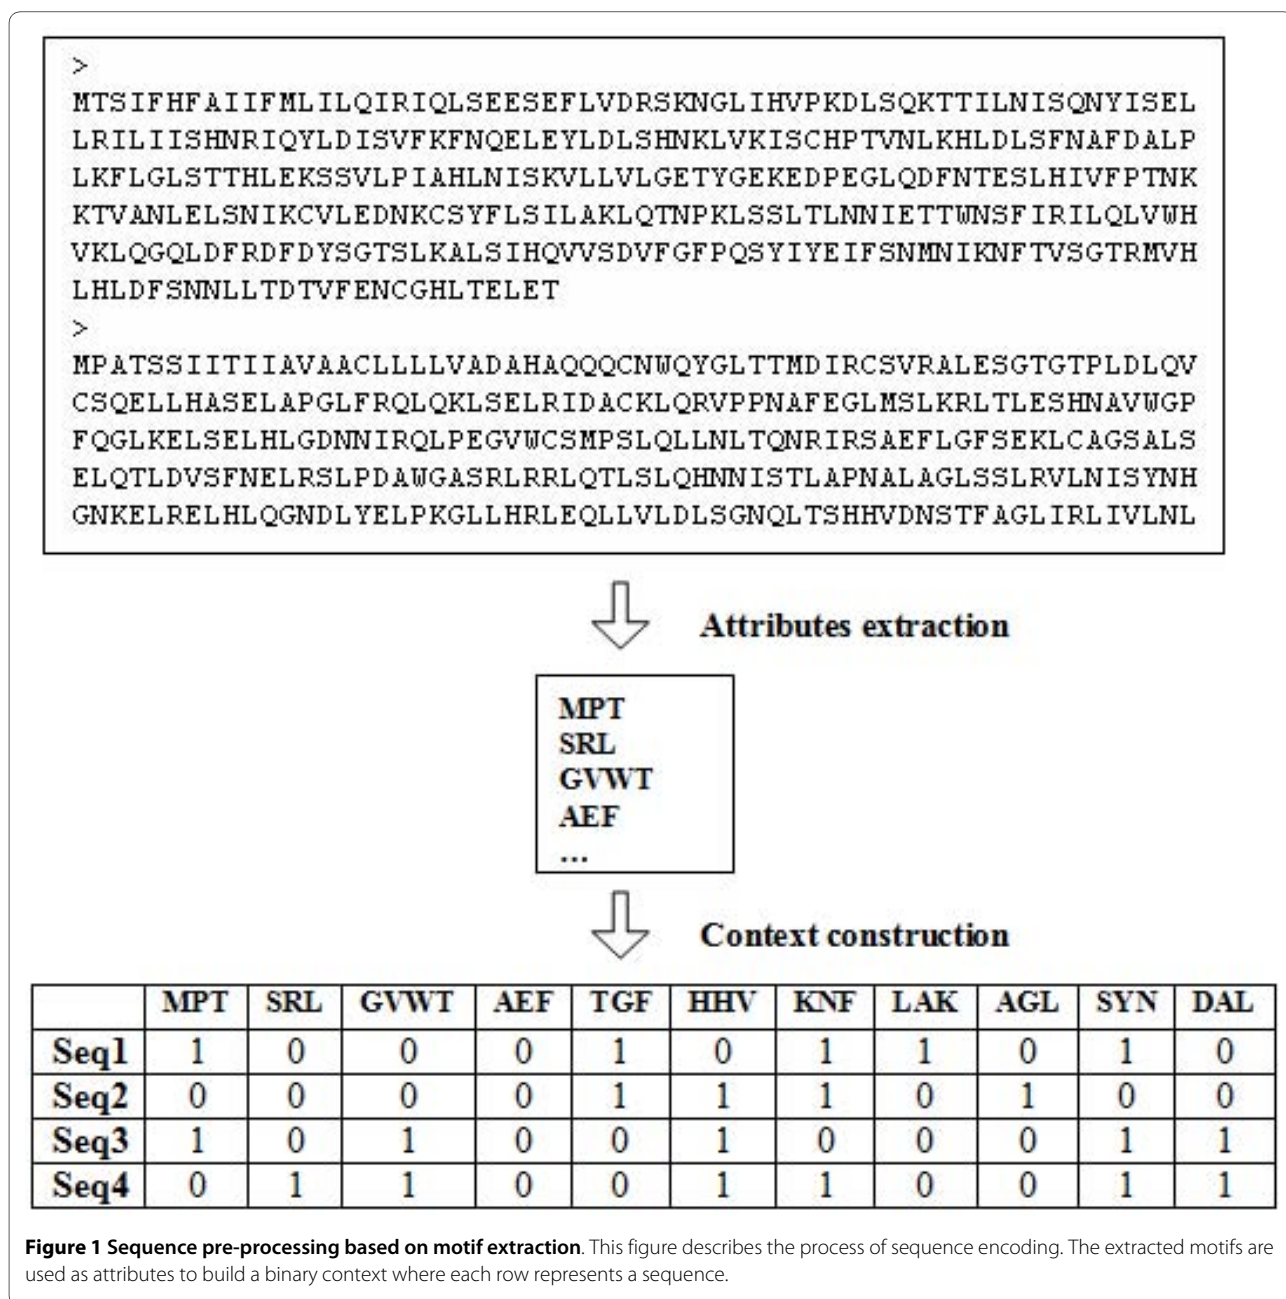 >
MTSIFHFAIIFMLILQIRIQLSEESEFLVDRSKNGLIHVPKDLSQKTTILNISQNYISEL
LRILIISHNRIQYLDISVFKFNQELEYLDLSHNKLVKISCHPTVNLKHLDLSFNAFDALP
LKFLGLSTTHLEKSSVLPIAHLNISKVLLVLGETYGEKEDPEGLQDFNTESLHIVFPTNK
KTVANLELSNIKCVLEDNKCSYFLSILAKLQTNPKLSSLTLNNIETTWNSFIRILQLVWH
VKLQGQLDFRDFDYSGTSLKALSIHQVVSDVFGFPQSYIYEIFSNMNIKNFTVSGTRMVH
LHLDFSNNLLTDTVFENCGHLTELET
>
MPATSSIITIIAVAACLLLLVADAHAQQQCNWQYGLTTMDIRCSVRALESGTGTPLDLQV
CSQELLHASELAPGLFRQLQKLSELRIDACKLQRVPPNAFEGLMSLKRLTLESHNAVWGP
FQGLKELSELHLGDNNIRQLPEGVWCSMPSLQLLNLTQNRIRSAEFLGFSEKLCAGSALS
ELQTLDVSFNELRSLPDAWGASRLRRLQTLSLQHNNISTLAPNALAGLSSLRVLNISYNH
GNKELRELHLQGNDLYELPKGLLHRLEQLLVLDLSGNQLTSHHVDNSTFAGLIRLIVLNL
Attributes extraction
MPT
SRL
GVWT
AEF
...
Context construction
MPT SRL GVWT AEF TGF HHV KNF LAK AGL SYN DAL
Seq1 1 0 0 0 1 0 1 1 0 1 0
Seq2 0 0 0 0 1 1 1 0 1 0 0
Seq3 1 0 1 0 0 1 0 0 0 1 1
Seq4 0 1 1 0 0 1 1 0 0 1 1
Figure 1 Sequence pre-processing based on motif extraction. This figure describes the process of sequence encoding. The extracted motifs are
used as attributes to build a binary context where each row represents a sequence.